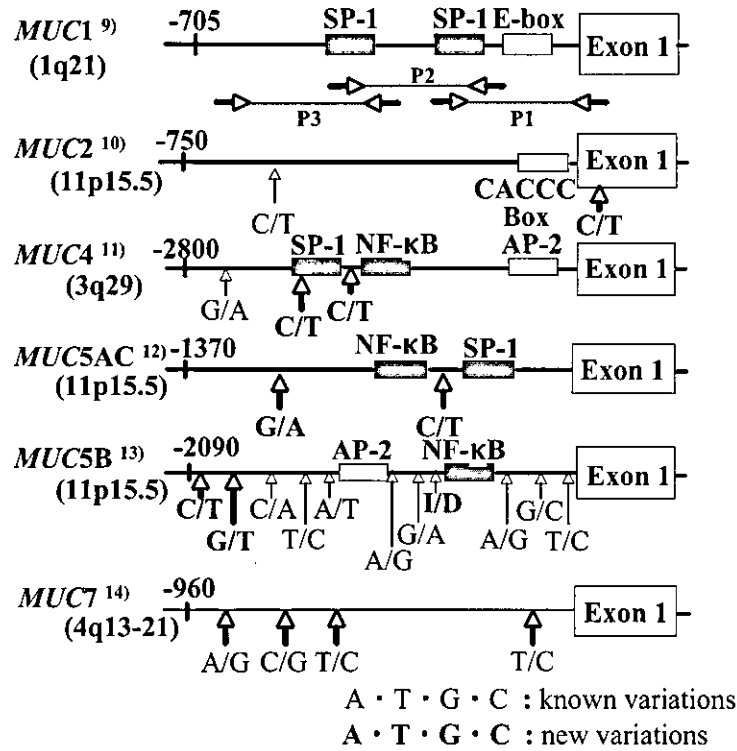 MUC1 9) -705 SP-1 SP-1 E-box Exon 1
(1q21)
P3 P2 P1
MUC2 10) -750 Exon 1
(11p15.5) CACCC
C/T Box C/T
MUC4 11) -2800 SP-1 NF-κB AP-2 Exon 1
(3q29) G/A C/T C/T
MUC5AC 12) -1370 NF-κB SP-1 Exon 1
(11p15.5) G/A C/T
MUC5B 13) -2090 AP-2 NF-κB Exon 1
(11p15.5) C/T G/T C/A T/C A/T A/G G/A I/D A/G G/C T/C
MUC7 14) -960 Exon 1
(4q13-21) A/G C/G T/C T/C
A・T・G・C : known variations
A・T・G・C : new variations